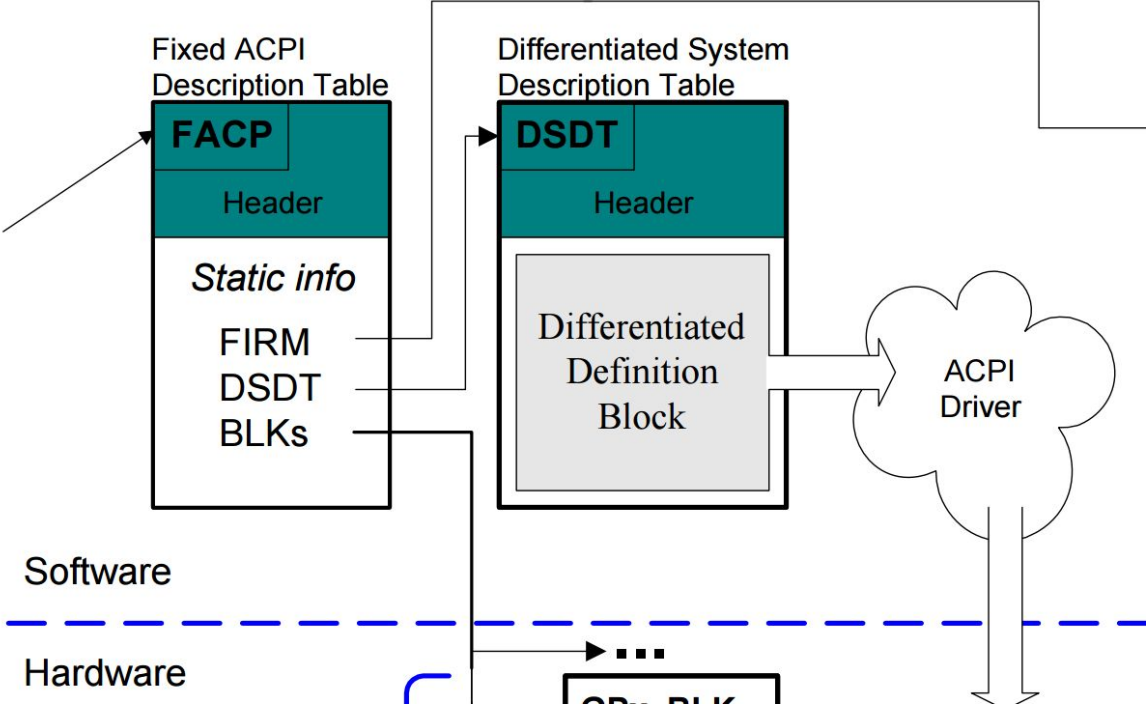 Fixed ACPI
Description Table
FACP
Header
Static info
FIRM
DSDT
BLKs
Differentiated System
Description Table
DSDT
Header
Differentiated
Definition
Block
ACPI
Driver
Software
Hardware
...